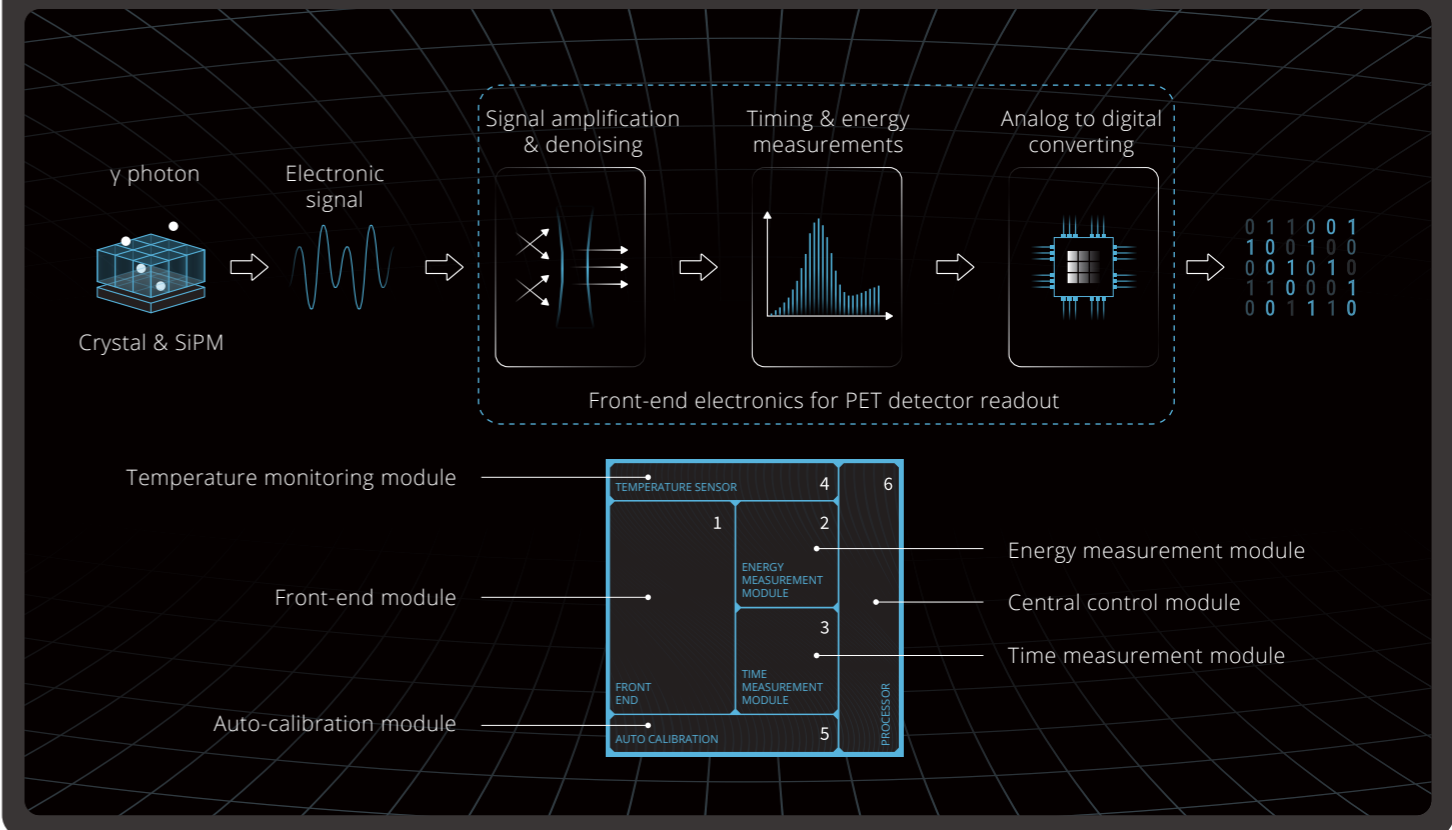 Signal amplification
& denoising
Timing & energy
measurements
Analog to digital
converting
γ photon
Electronic
signal
Crystal & SiPM
0 1 1 0 0 1
1 0 0 1 0 0
0 0 1 0 1 0
1 1 0 0 0 1
0 0 1 1 1 0
Front-end electronics for PET detector readout
Temperature monitoring module
TEMPERATURE SENSOR
4
6
1
2
ENERGY
MEASUREMENT
MODULE
Energy measurement module
Front-end module
Central control module
3
Time measurement module
FRONT
END
TIME
MEASUREMENT
MODULE
PROCESSOR
Auto-calibration module
AUTO CALIBRATION
5